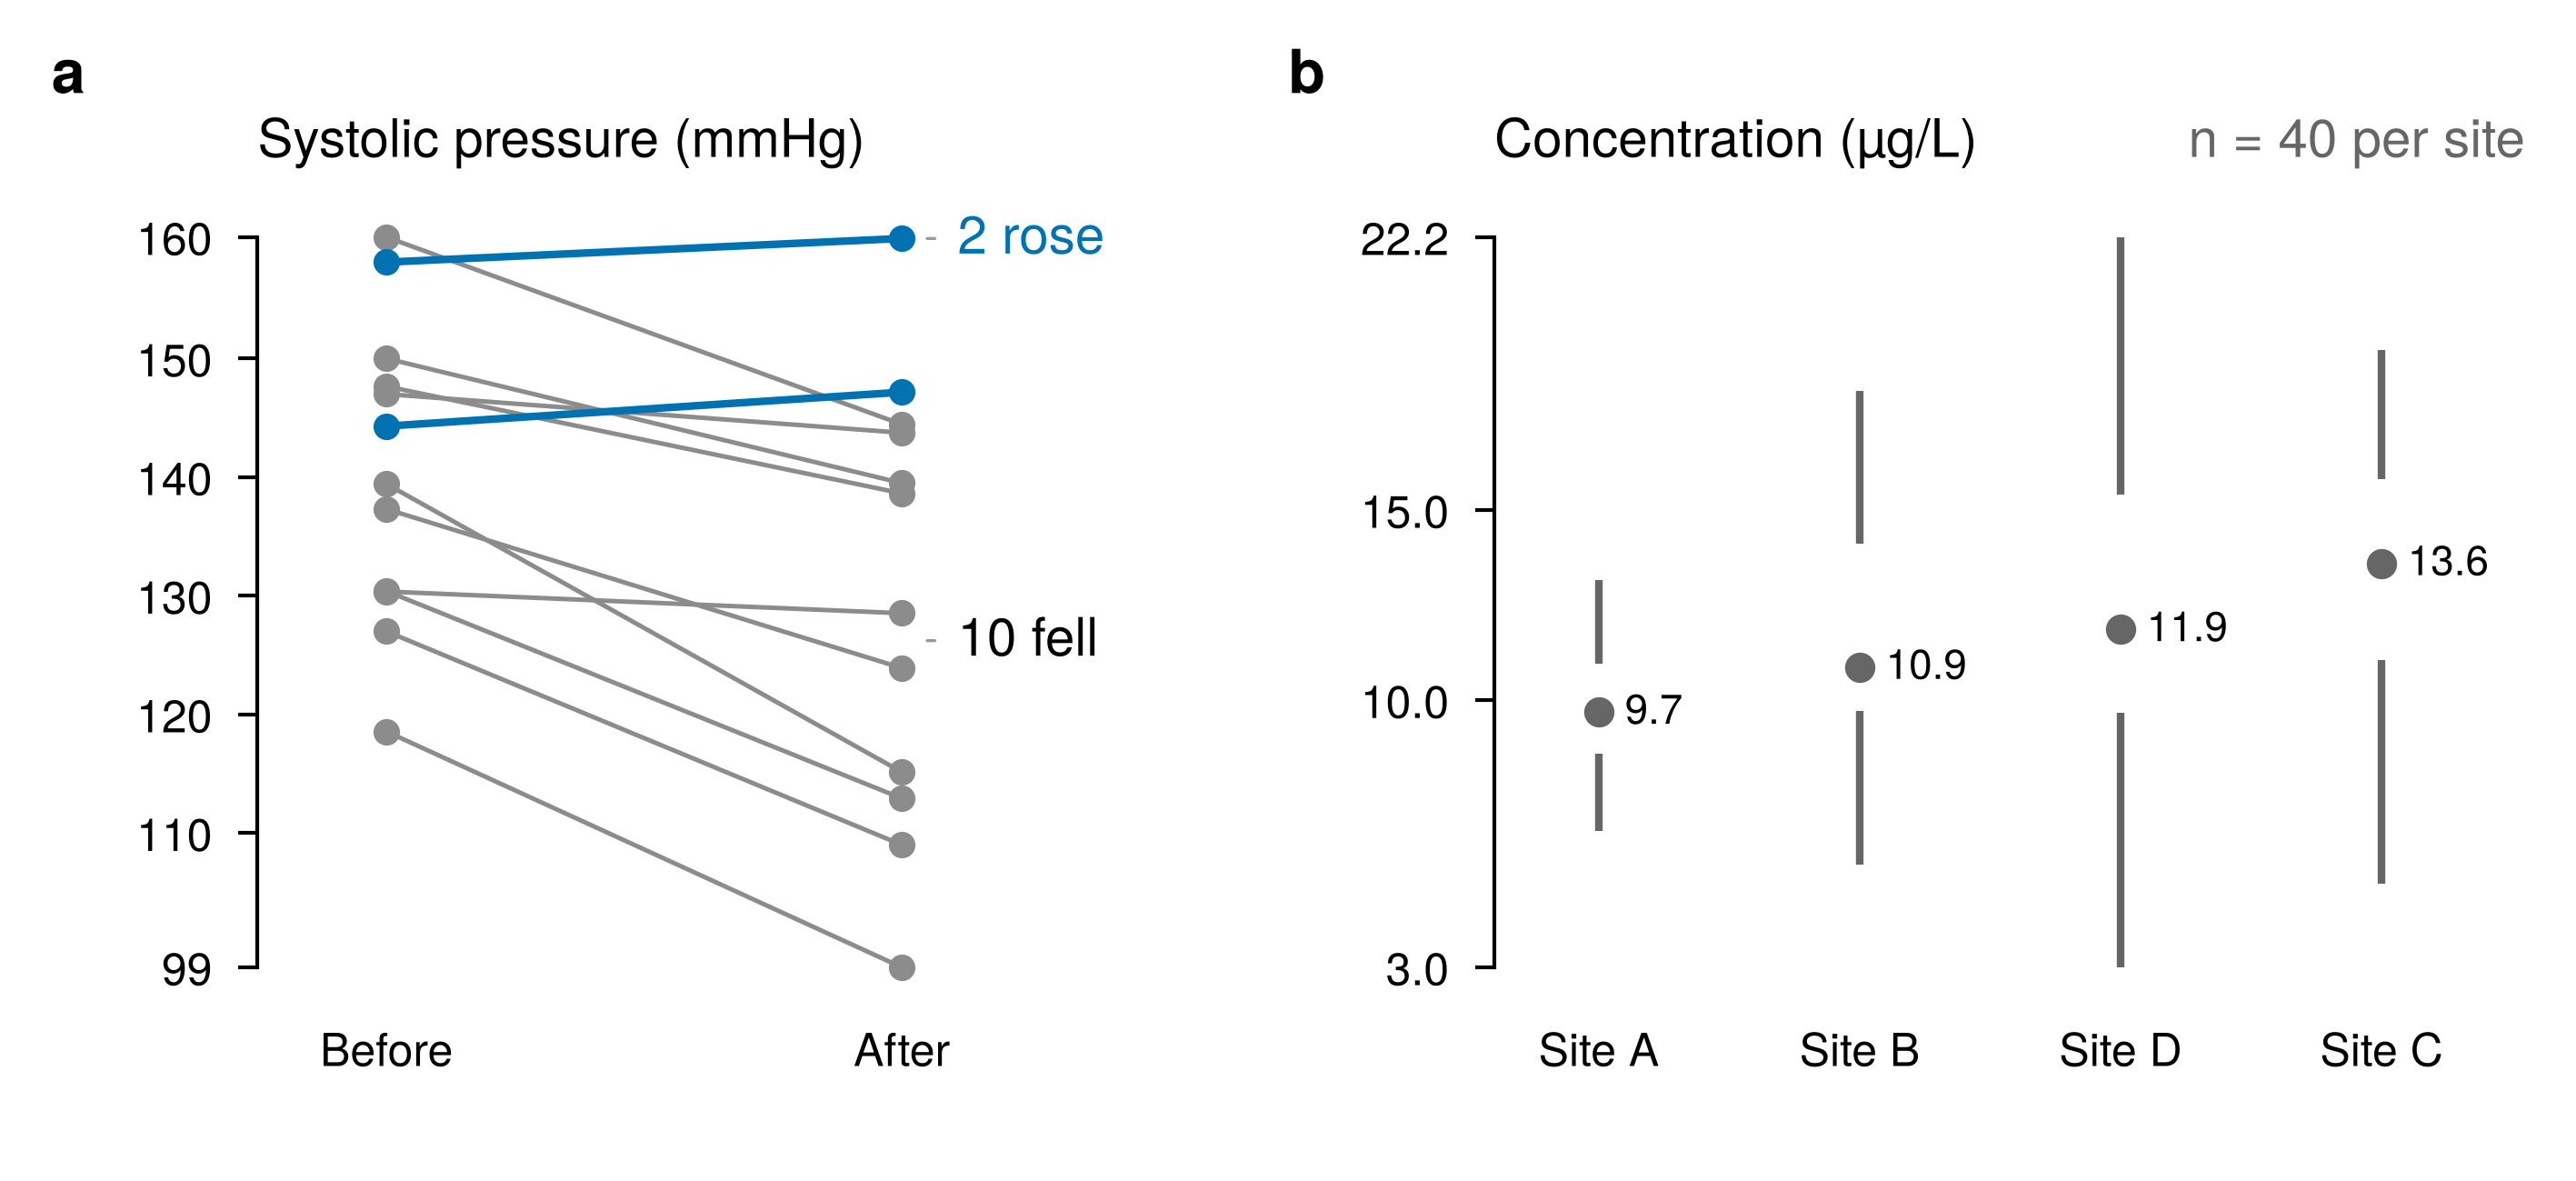 a
Systolic pressure (mmHg)
160
150
140
130
120
110
99
2 rose
10 fell
Before
After
b
Concentration (µg/L)
n = 40 per site
22.2
15.0
10.0
3.0
9.7
10.9
11.9
13.6
Site A
Site B
Site D
Site C